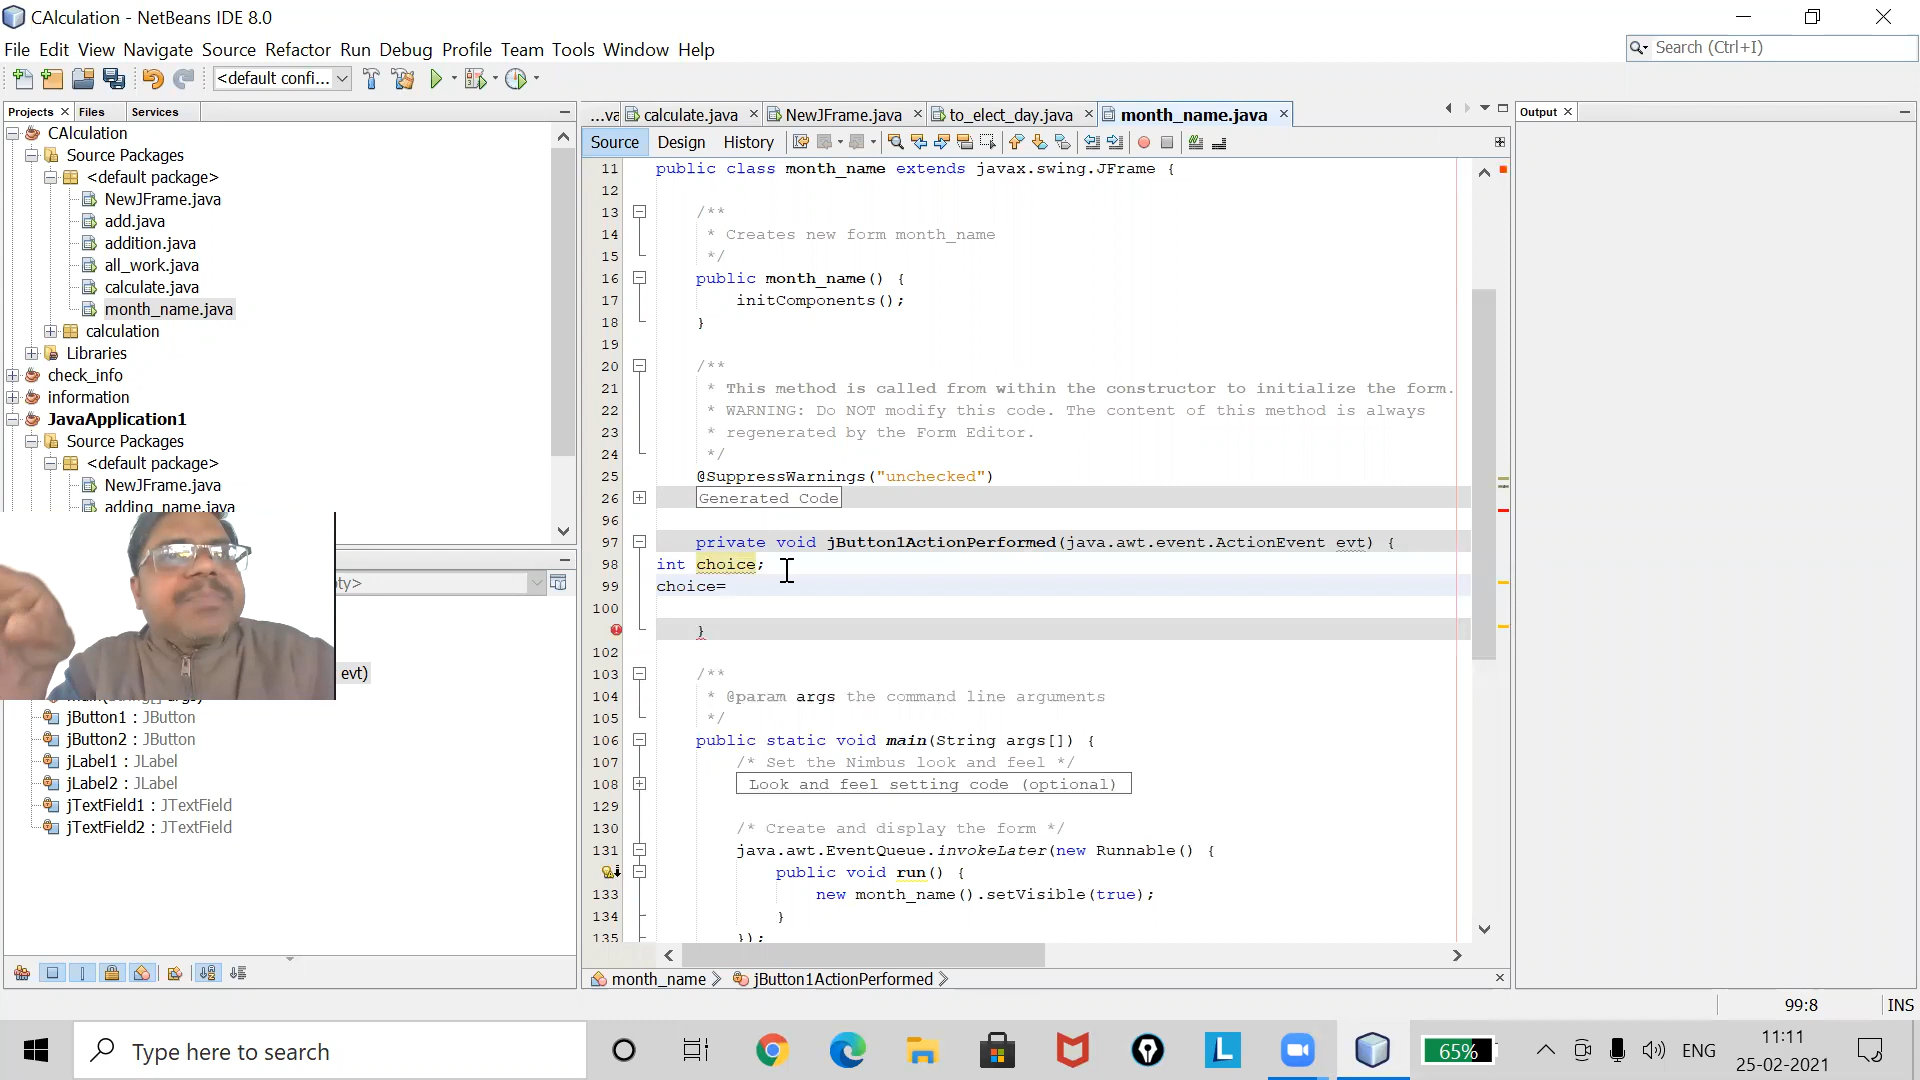 CAlculation - NetBeans IDE 8.0
File Edit View Navigate Source Refactor Run Debug Profile Team Tools Window Help
Search (Ctrl+I)
<default confi...
Projects Files Services
CAlculation
Source Packages
<default package>
NewJFrame.java
add.java
addition.java
all_work.java
calculate.java
month_name.java
calculation
Libraries
check_info
information
JavaApplication1
Source Packages
<default package>
NewJFrame.java
adding_name.java
pty>
evt)
jButton1 : JButton
jButton2 : JButton
jLabel1 : JLabel
jLabel2 : JLabel
jTextField1 : JTextField
jTextField2 : JTextField
...va calculate.java NewJFrame.java to_elect_day.java month_name.java
Source Design History
11 public class month_name extends javax.swing.JFrame {
12
13 /**
14 * Creates new form month_name
15 */
16 public month_name() {
17 initComponents();
18 }
19
20 /**
21 * This method is called from within the constructor to initialize the form.
22 * WARNING: Do NOT modify this code. The content of this method is always
23 * regenerated by the Form Editor.
24 */
25 @SuppressWarnings("unchecked")
26 Generated Code
96
97 private void jButton1ActionPerformed(java.awt.event.ActionEvent evt) {
98 int choice;
99 choice=
100
}
102
103 /**
104 * @param args the command line arguments
105 */
106 public static void main(String args[]) {
107 /* Set the Nimbus look and feel */
108 Look and feel setting code (optional)
129
130 /* Create and display the form */
131 java.awt.EventQueue.invokeLater(new Runnable() {
public void run() {
133 new month_name().setVisible(true);
134 }
135 });
month_name jButton1ActionPerformed
Output
99:8 INS
Type here to search
L
65%
ENG
11:11
25-02-2021